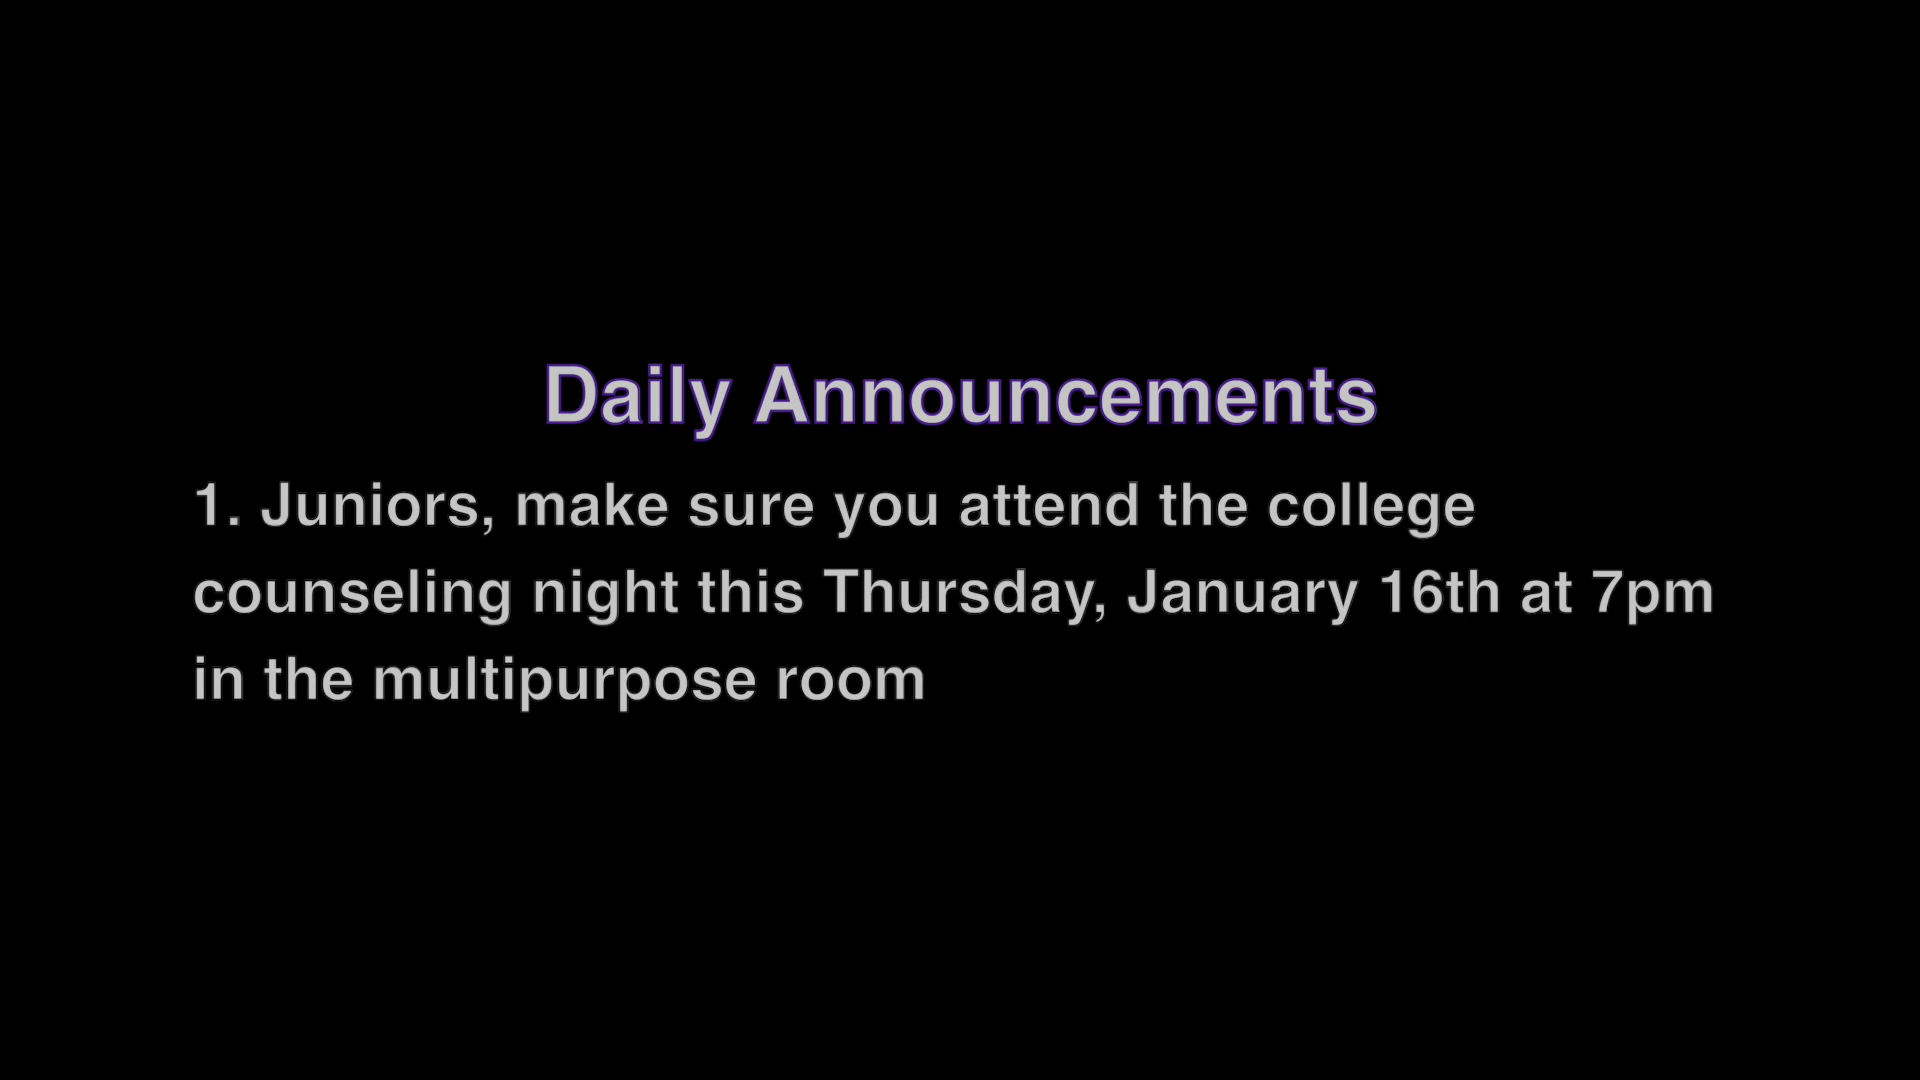 Daily Announcements
1. Juniors, make sure you attend the college
counseling night this Thursday, January 16th at 7pm
in the multipurpose room